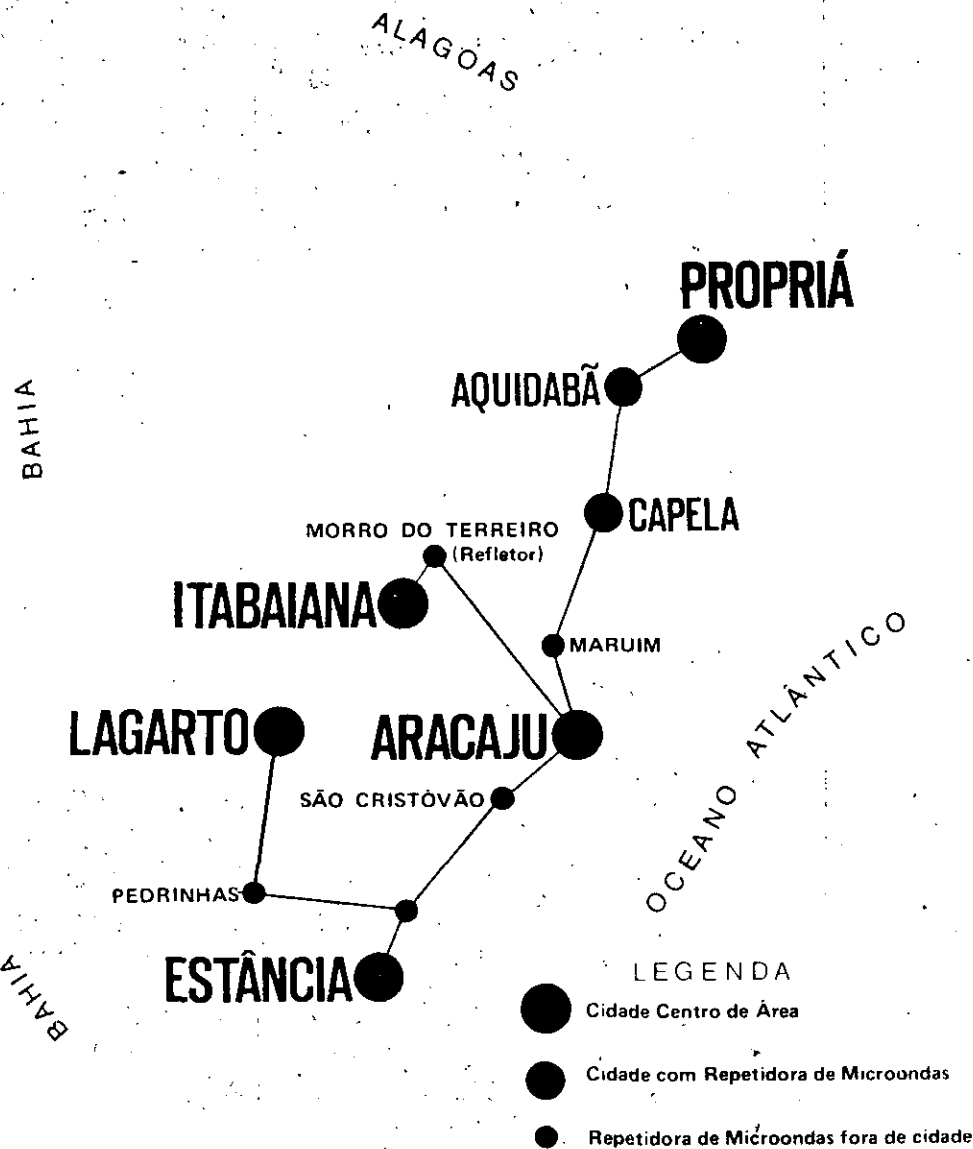 ALAGOAS
PROPRIÁ
BAHIA
AQUIDABÃ
CAPELA
MORRO DO TERREIRO
(Refletor)
ITABAIANA
MARUIM
OCEANO ATLÂNTICO
LAGARTO
ARACAJU
SÃO CRISTÓVÃO
PEDRINHAS
ESTÂNCIA
BAHIA
LEGENDA
Cidade Centro de Área
Cidade com Repetidora de Microondas
Repetidora de Microondas fora de cidade